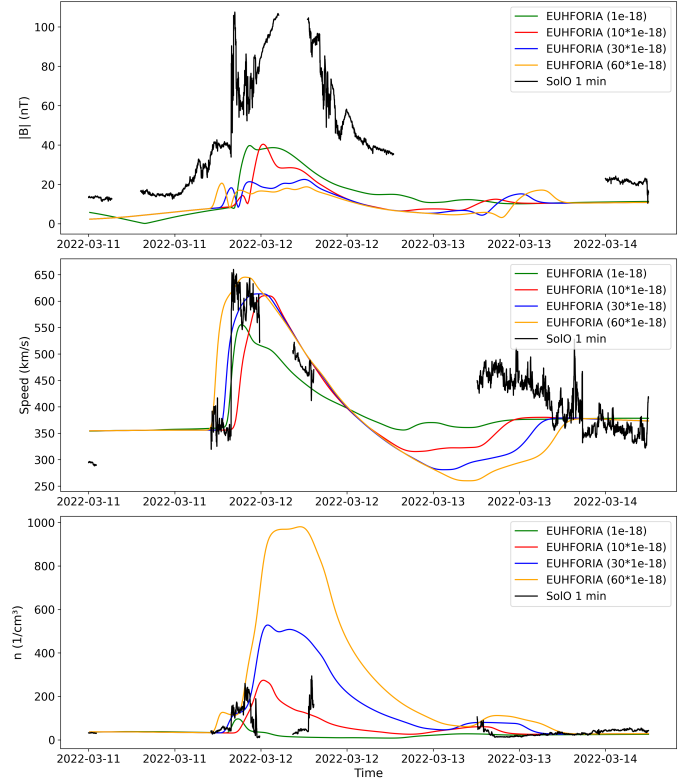 100
80
60
40
20
0
|B| (nT)
EUHFORIA (1e-18)
EUHFORIA (10*1e-18)
EUHFORIA (30*1e-18)
EUHFORIA (60*1e-18)
SolO 1 min
2022-03-11 2022-03-11 2022-03-12 2022-03-12 2022-03-13 2022-03-13 2022-03-14
650
600
550
500
450
400
350
300
250
Speed (km/s)
EUHFORIA (1e-18)
EUHFORIA (10*1e-18)
EUHFORIA (30*1e-18)
EUHFORIA (60*1e-18)
SolO 1 min
2022-03-11 2022-03-11 2022-03-12 2022-03-12 2022-03-13 2022-03-13 2022-03-14
1000
800
600
400
200
0
n (1/cm³)
EUHFORIA (1e-18)
EUHFORIA (10*1e-18)
EUHFORIA (30*1e-18)
EUHFORIA (60*1e-18)
SolO 1 min
2022-03-11 2022-03-11 2022-03-12 2022-03-12 2022-03-13 2022-03-13 2022-03-14
Time